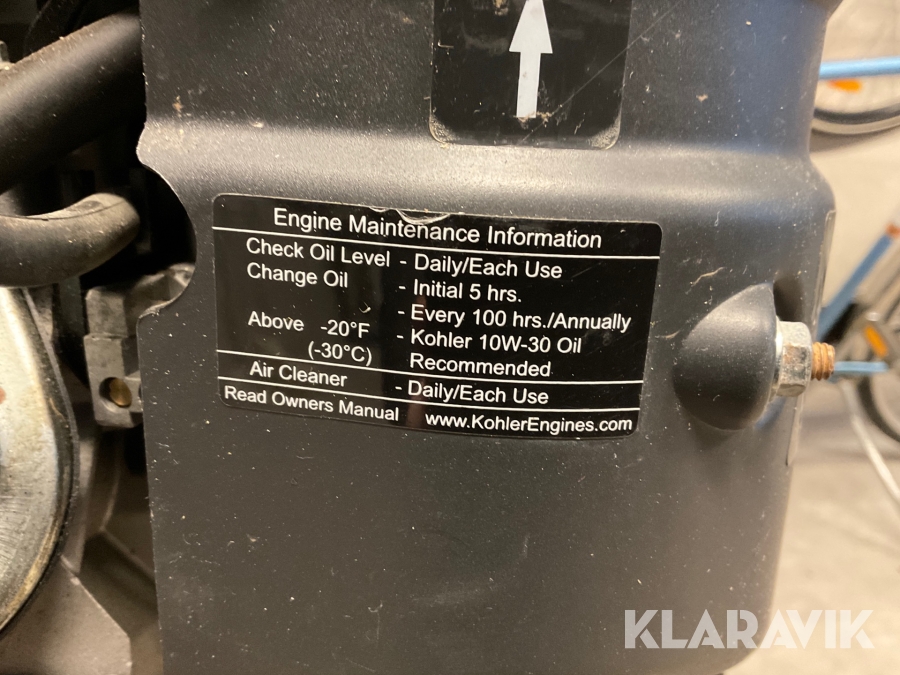 Engine Maintenance Information
Check Oil Level - Daily/Each Use
Change Oil - Initial 5 hrs.
- Every 100 hrs./Annually
Above -20°F - Kohler 10W-30 Oil
(-30°C) Recommended
Air Cleaner - Daily/Each Use
Read Owners Manual www.KohlerEngines.com
KLARAVIK